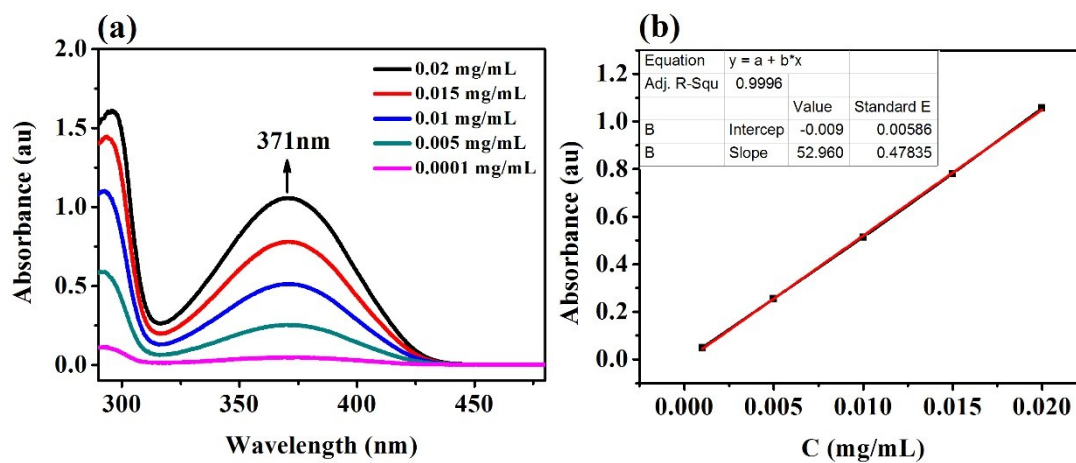 (a)
2.0
1.5
1.0
0.5
0.0
Absorbance (au)
371nm
0.02 mg/mL
0.015 mg/mL
0.01 mg/mL
0.005 mg/mL
0.0001 mg/mL
300 350 400 450
Wavelength (nm)
(b)
Equation y = a + b*x
Adj. R-Squ 0.9996
Value Standard E
B Intercep -0.009 0.00586
B Slope 52.960 0.47835
1.2
1.0
0.8
0.6
0.4
0.2
0.0
Absorbance (au)
0.000 0.005 0.010 0.015 0.020
C (mg/mL)